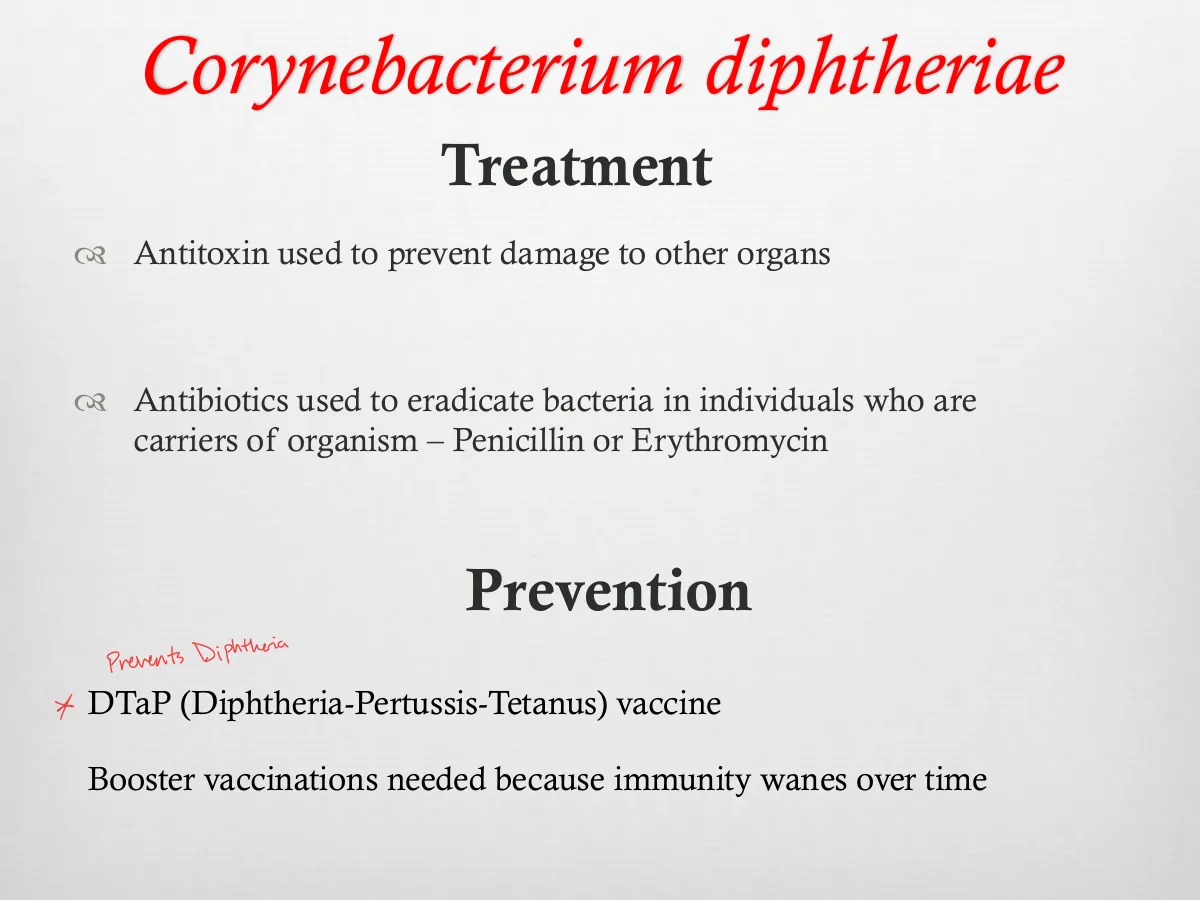 Corynebacterium diphtheriae
Treatment
Antitoxin used to prevent damage to other organs
Antibiotics used to eradicate bacteria in individuals who are
carriers of organism – Penicillin or Erythromycin
Prevention
Prevents Diphtheria
* DTaP (Diphtheria-Pertussis-Tetanus) vaccine
Booster vaccinations needed because immunity wanes over time